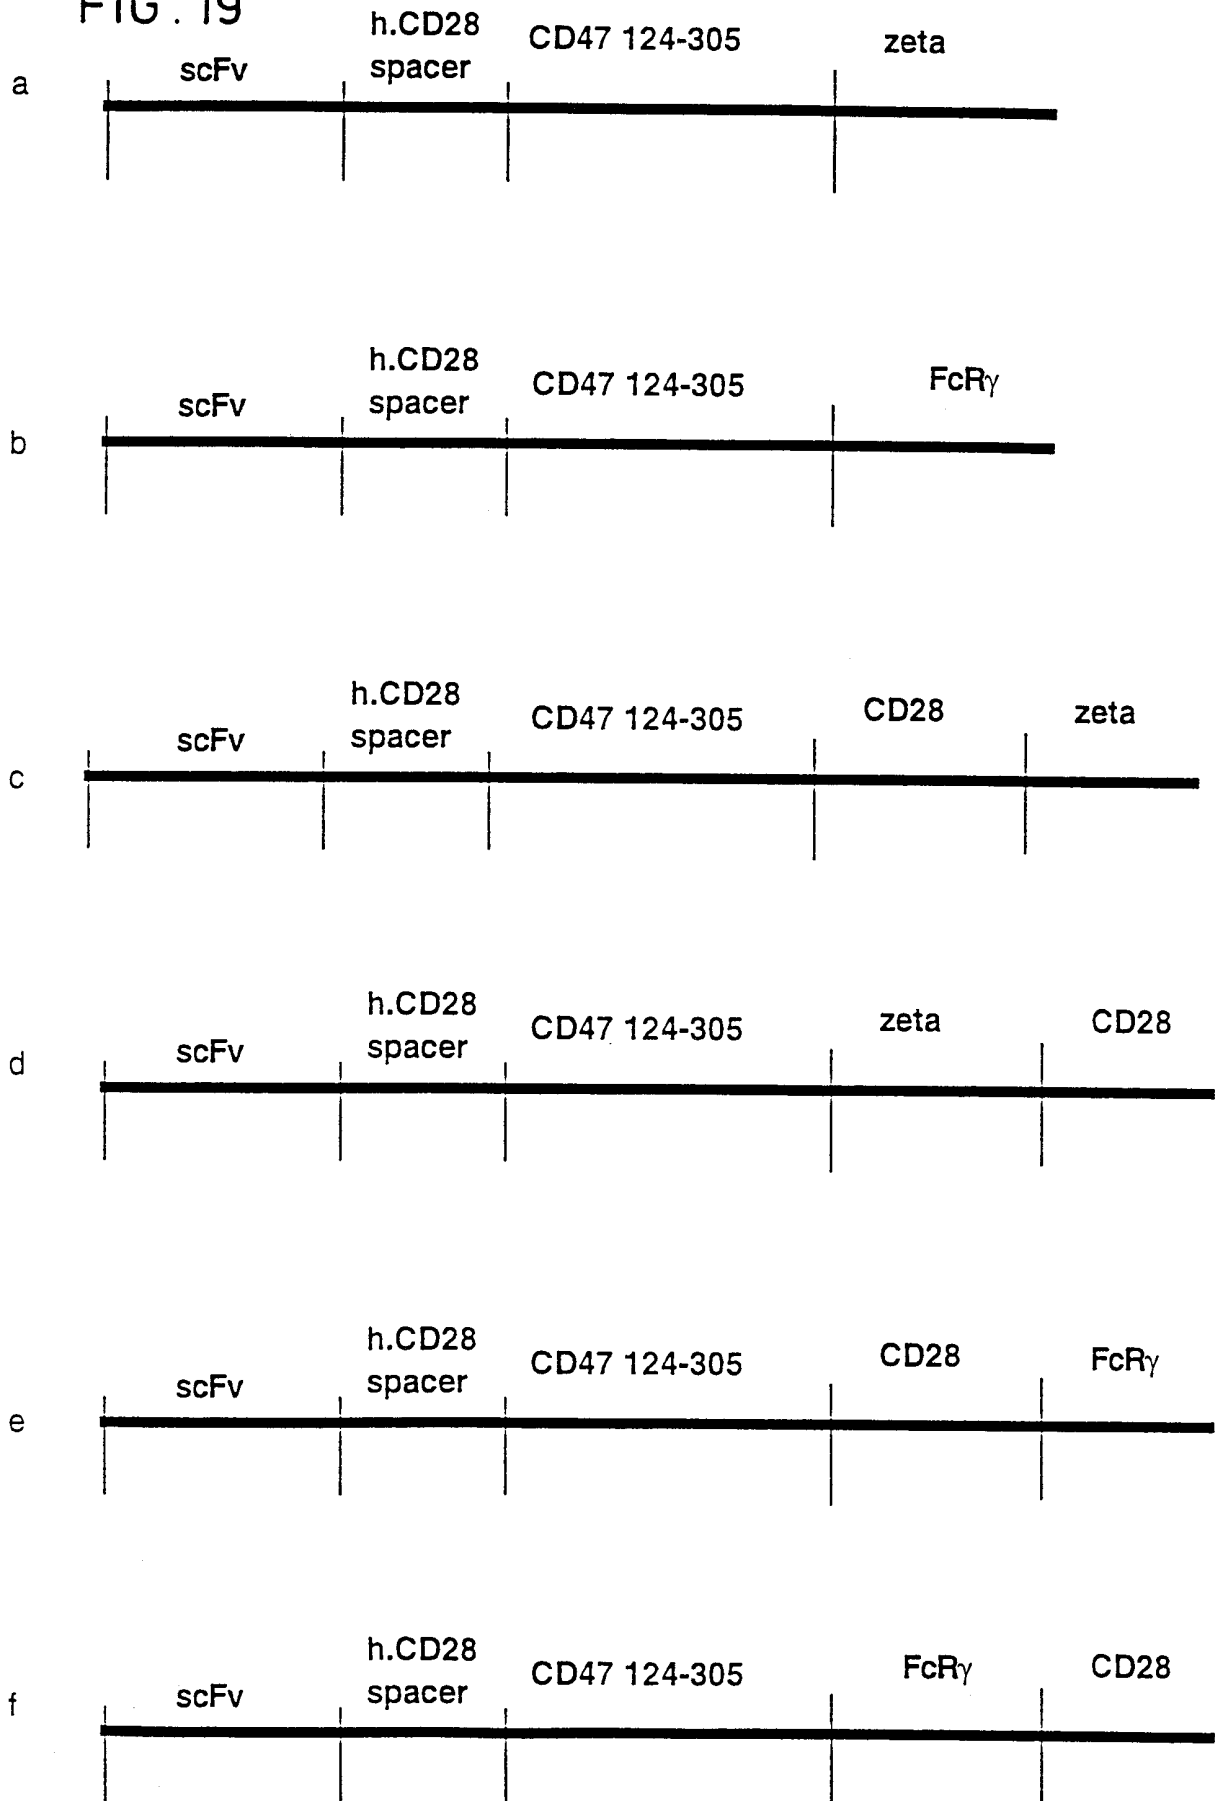 FIG. 19
a
scFv
h.CD28
spacer
CD47 124-305
zeta
b
scFv
h.CD28
spacer
CD47 124-305
FcRγ
c
scFv
h.CD28
spacer
CD47 124-305
CD28
zeta
d
scFv
h.CD28
spacer
CD47 124-305
zeta
CD28
e
scFv
h.CD28
spacer
CD47 124-305
CD28
FcRγ
f
scFv
h.CD28
spacer
CD47 124-305
FcRγ
CD28